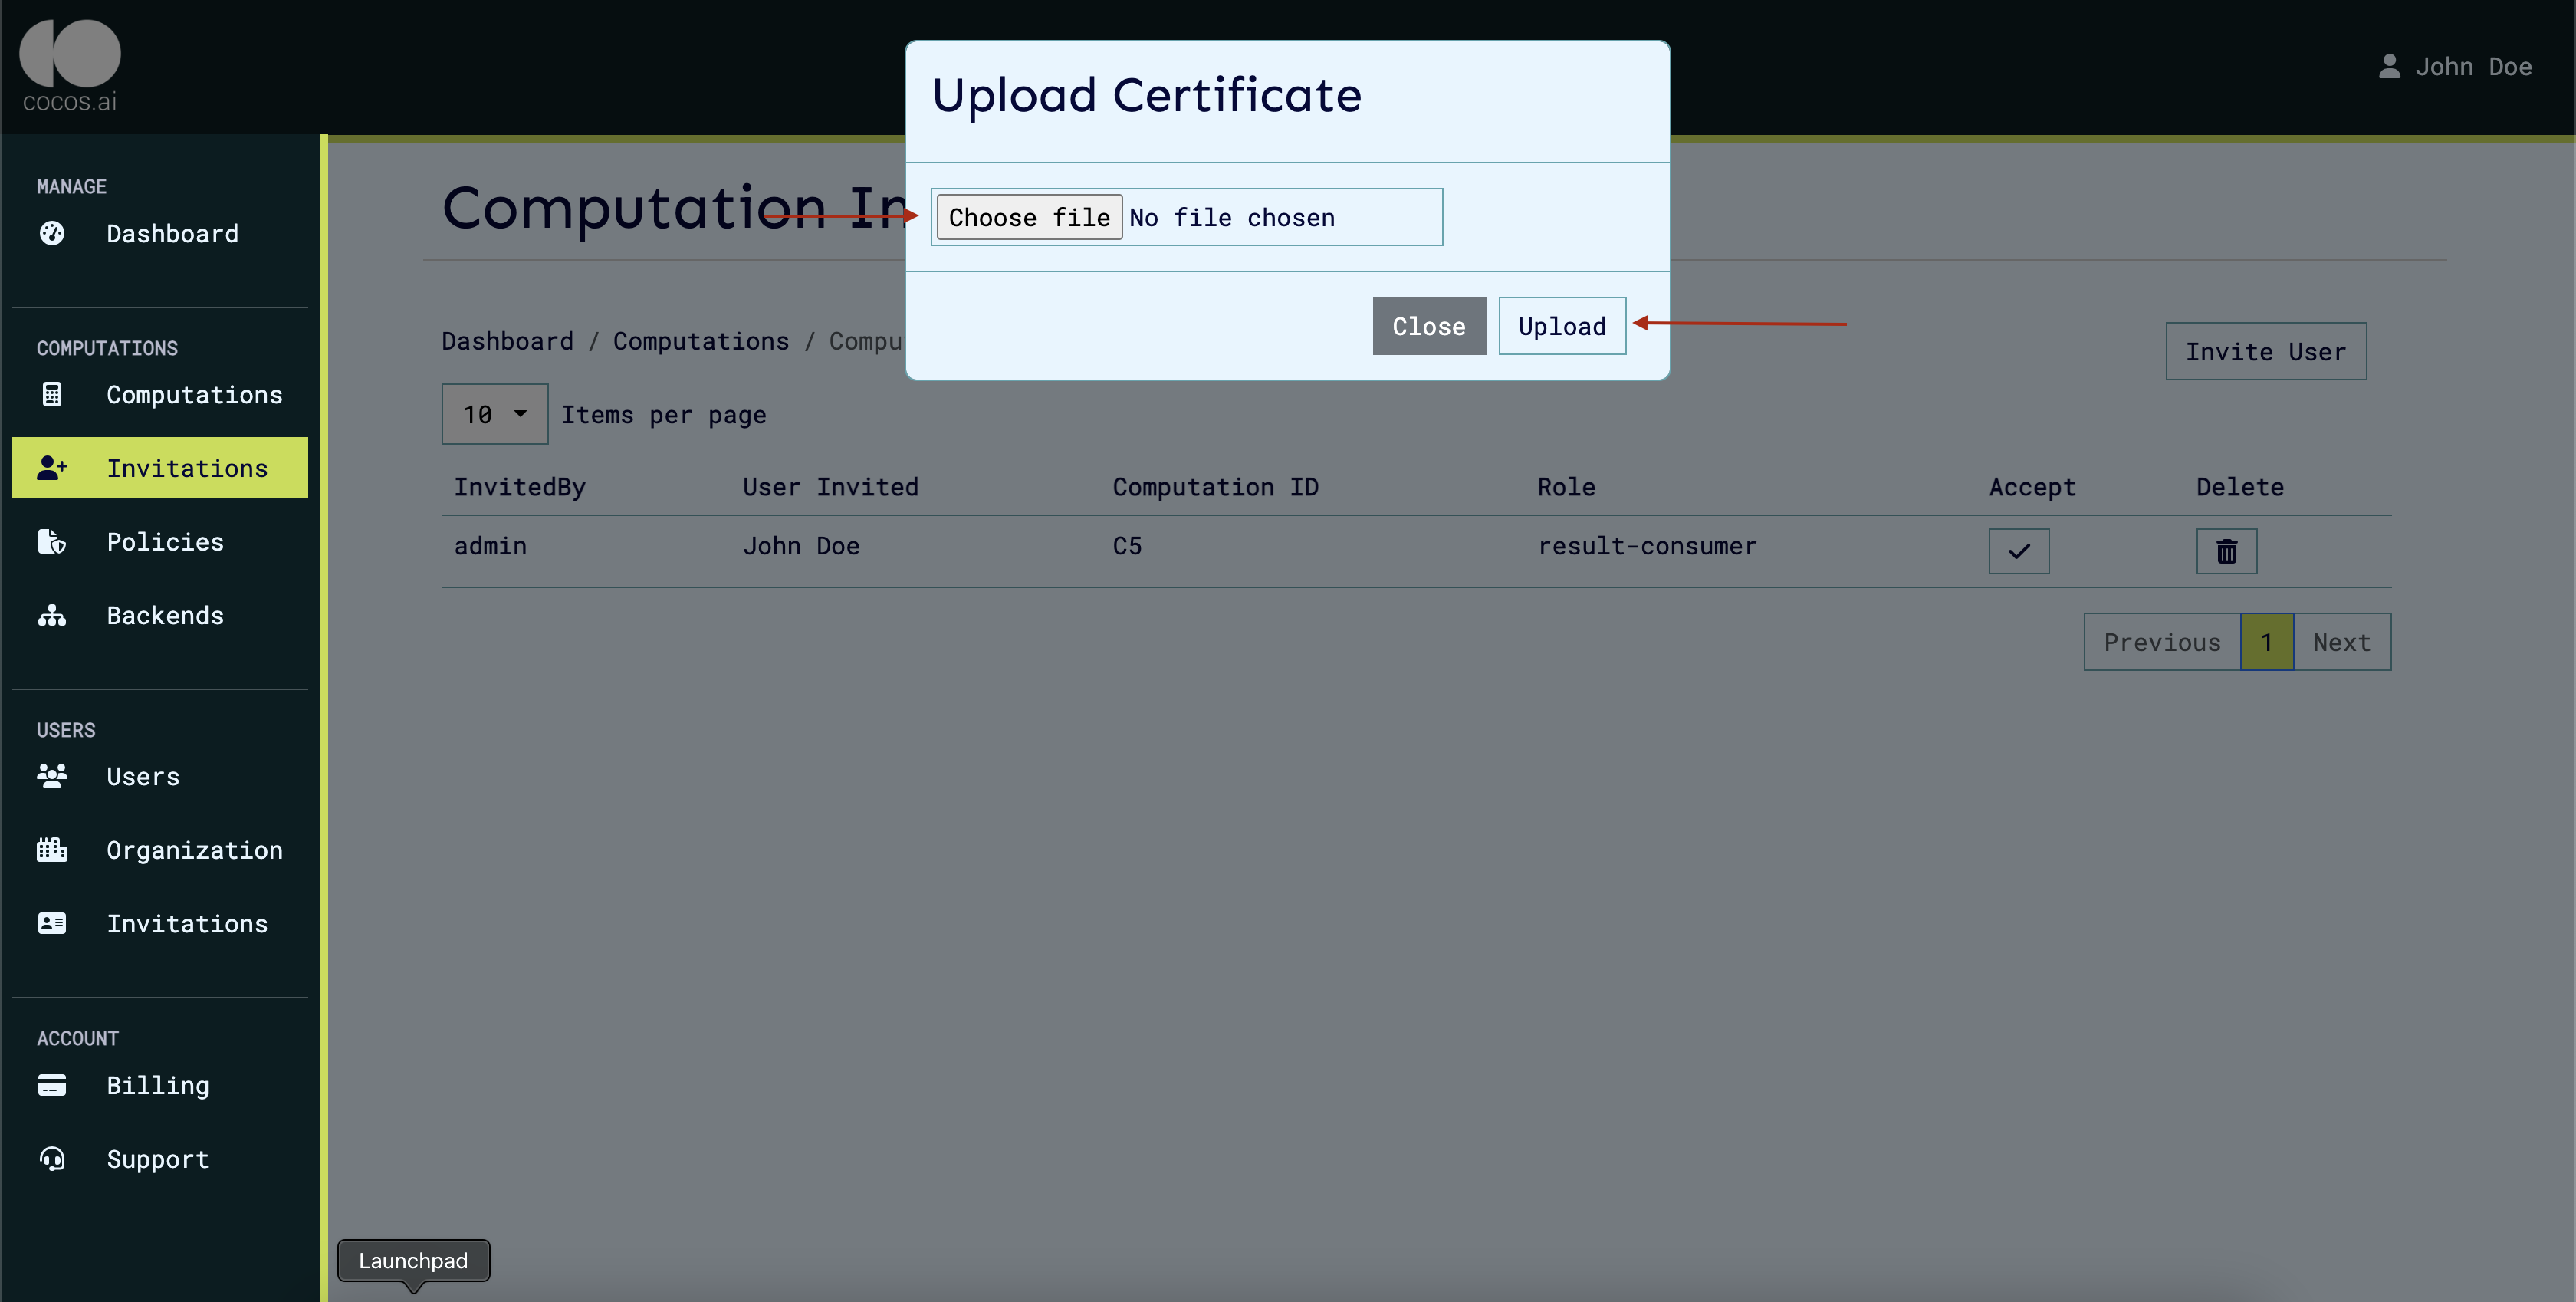 cocos.ai
John Doe
MANAGE
Dashboard
COMPUTATIONS
Computations
Invitations
Policies
Backends
USERS
Users
Organization
Invitations
ACCOUNT
Billing
Support
Upload Certificate
Choose file No file chosen
Close Upload
Computation In
Dashboard / Computations / Compu
Invite User
10 Items per page
InvitedBy User Invited Computation ID Role Accept Delete
admin John Doe C5 result-consumer
Previous 1 Next
Launchpad